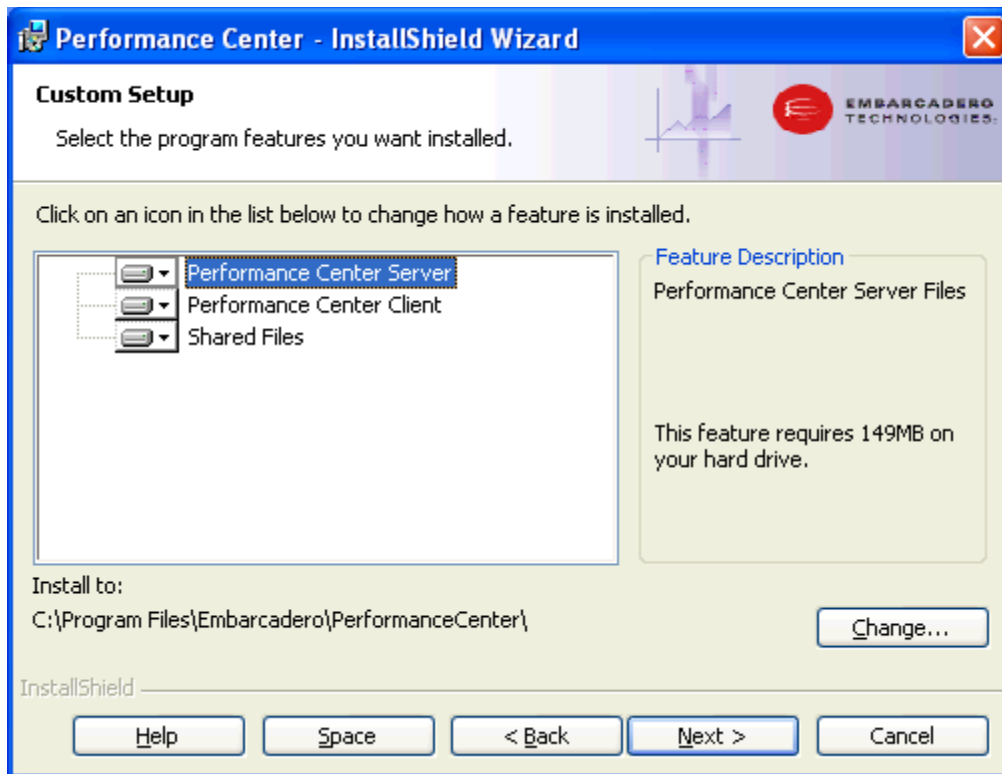 Performance Center - InstallShield Wizard
Custom Setup
Select the program features you want installed.
EMBARCADERO
TECHNOLOGIES.
Click on an icon in the list below to change how a feature is installed.
Performance Center Server
Performance Center Client
Shared Files
Feature Description
Performance Center Server Files
This feature requires 149MB on
your hard drive.
Install to:
C:\Program Files\Embarcadero\PerformanceCenter\
Change...
InstallShield
Help
Space
< Back
Next >
Cancel